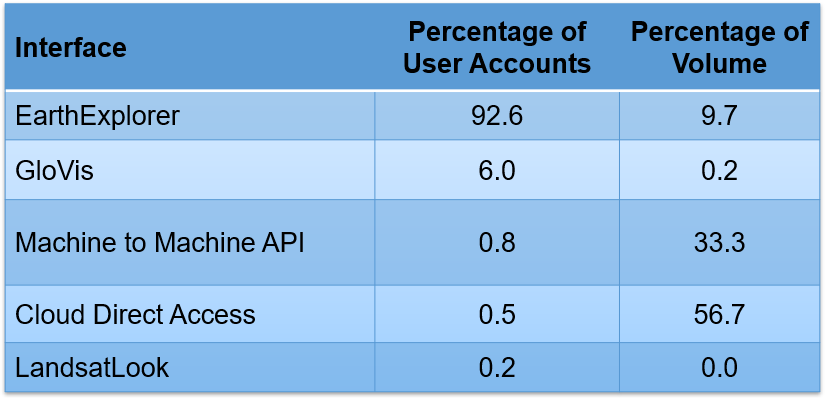 Interface
Percentage of
User Accounts
Percentage of
Volume
EarthExplorer 92.6 9.7
GloVis 6.0 0.2
Machine to Machine API 0.8 33.3
Cloud Direct Access 0.5 56.7
LandsatLook 0.2 0.0